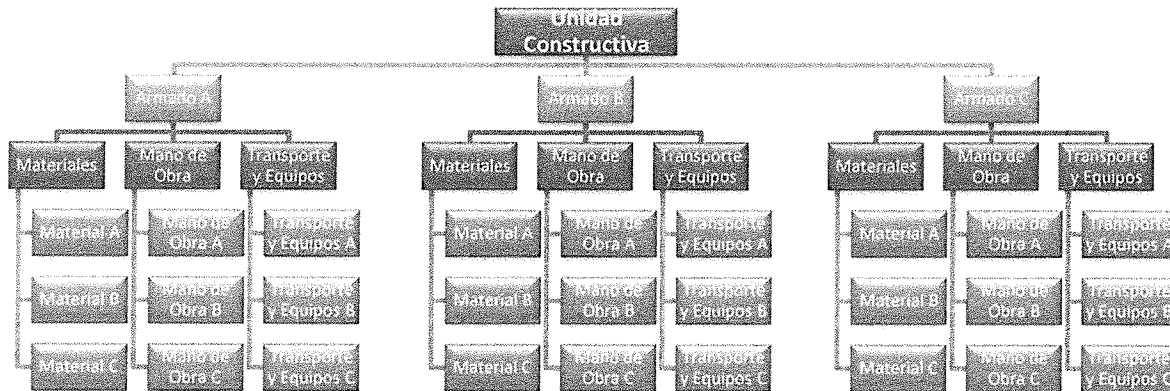 Unidad
Constructiva
Armado A
Armado B
Armado C
Materiales
Mano de
Obra
Transporte
y Equipos
Materiales
Mano de
Obra
Transporte
y Equipos
Materiales
Mano de
Obra
Transporte
y Equipos
Material A
Mano de
Obra A
Transporte
y Equipos A
Material A
Mano de
Obra A
Transporte
y Equipos A
Material A
Mano de
Obra A
Transporte
y Equipos A
Material B
Mano de
Obra B
Transporte
y Equipos B
Material B
Mano de
Obra B
Transporte
y Equipos B
Material B
Mano de
Obra B
Transporte
y Equipos B
Material C
Mano de
Obra C
Transporte
y Equipos C
Material C
Mano de
Obra C
Transporte
y Equipos C
Material C
Mano de
Obra C
Transporte
y Equipos C